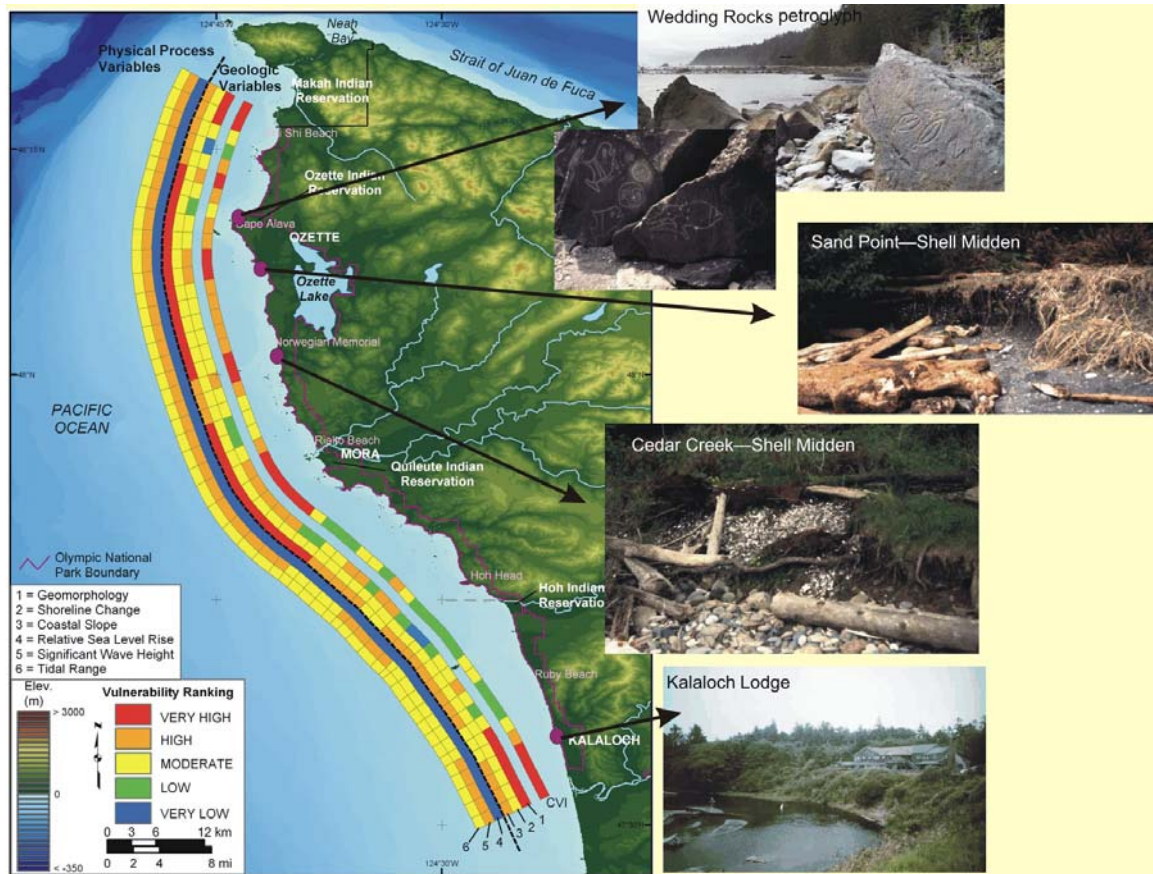 124°45'W
124°30'W
Neah
Bay
Strait of Juan de Fuca
Physical Process
Variables
Geologic
Variables
Makah Indian
Reservation
Shi Beach
48°15'
Ozette Indian
Reservation
Cape Alava
OZETTE
Ozette
Lake
Norwegian Memorial
48°N
48°N
PACIFIC
OCEAN
Rialto Beach
MORA
Quileute Indian
Reservation
Olympic National
Park Boundary
Hoh Head
Hoh Indian
Reservation
1 = Geomorphology
2 = Shoreline Change
3 = Coastal Slope
4 = Relative Sea Level Rise
5 = Significant Wave Height
6 = Tidal Range
Ruby Beach
KALALOCH
Elev.
(m)
> 3000
0
< -350
Vulnerability Ranking
VERY HIGH
HIGH
MODERATE
LOW
VERY LOW
0 3 6 12 km
0 2 4 8 mi
CVI
1
2
3
4
5
6
124°30'W
Wedding Rocks petroglyph
Sand Point—Shell Midden
Cedar Creek—Shell Midden
Kalaloch Lodge